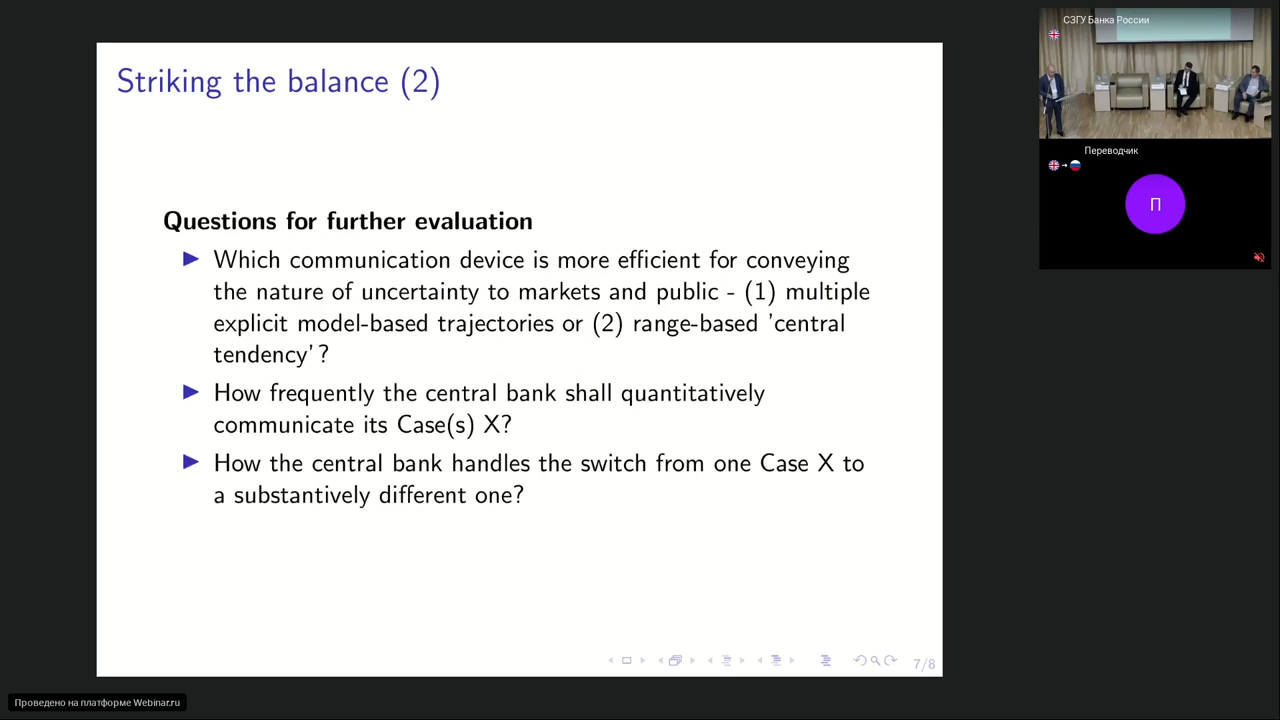 Striking the balance (2)
Questions for further evaluation
Which communication device is more efficient for conveying
the nature of uncertainty to markets and public - (1) multiple
explicit model-based trajectories or (2) range-based 'central
tendency'?
How frequently the central bank shall quantitatively
communicate its Case(s) X?
How the central bank handles the switch from one Case X to
a substantively different one?
7/8
СЗГУ Банка России
Переводчик
П
Проведено на платформе Webinar.ru